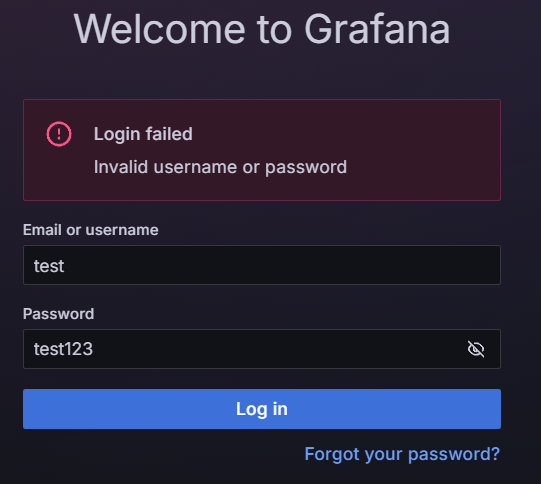 Welcome to Grafana
Login failed
Invalid username or password
Email or username
test
Password
test123
Log in
Forgot your password?